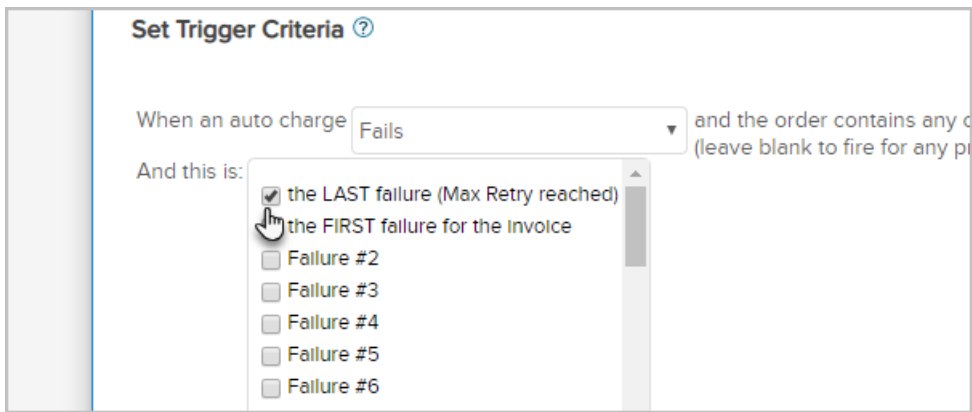 Set Trigger Criteria ?
When an auto charge Fails and the order contains any
(leave blank to fire for any
And this is:
the LAST failure (Max Retry reached)
the FIRST failure for the invoice
Failure #2
Failure #3
Failure #4
Failure #5
Failure #6